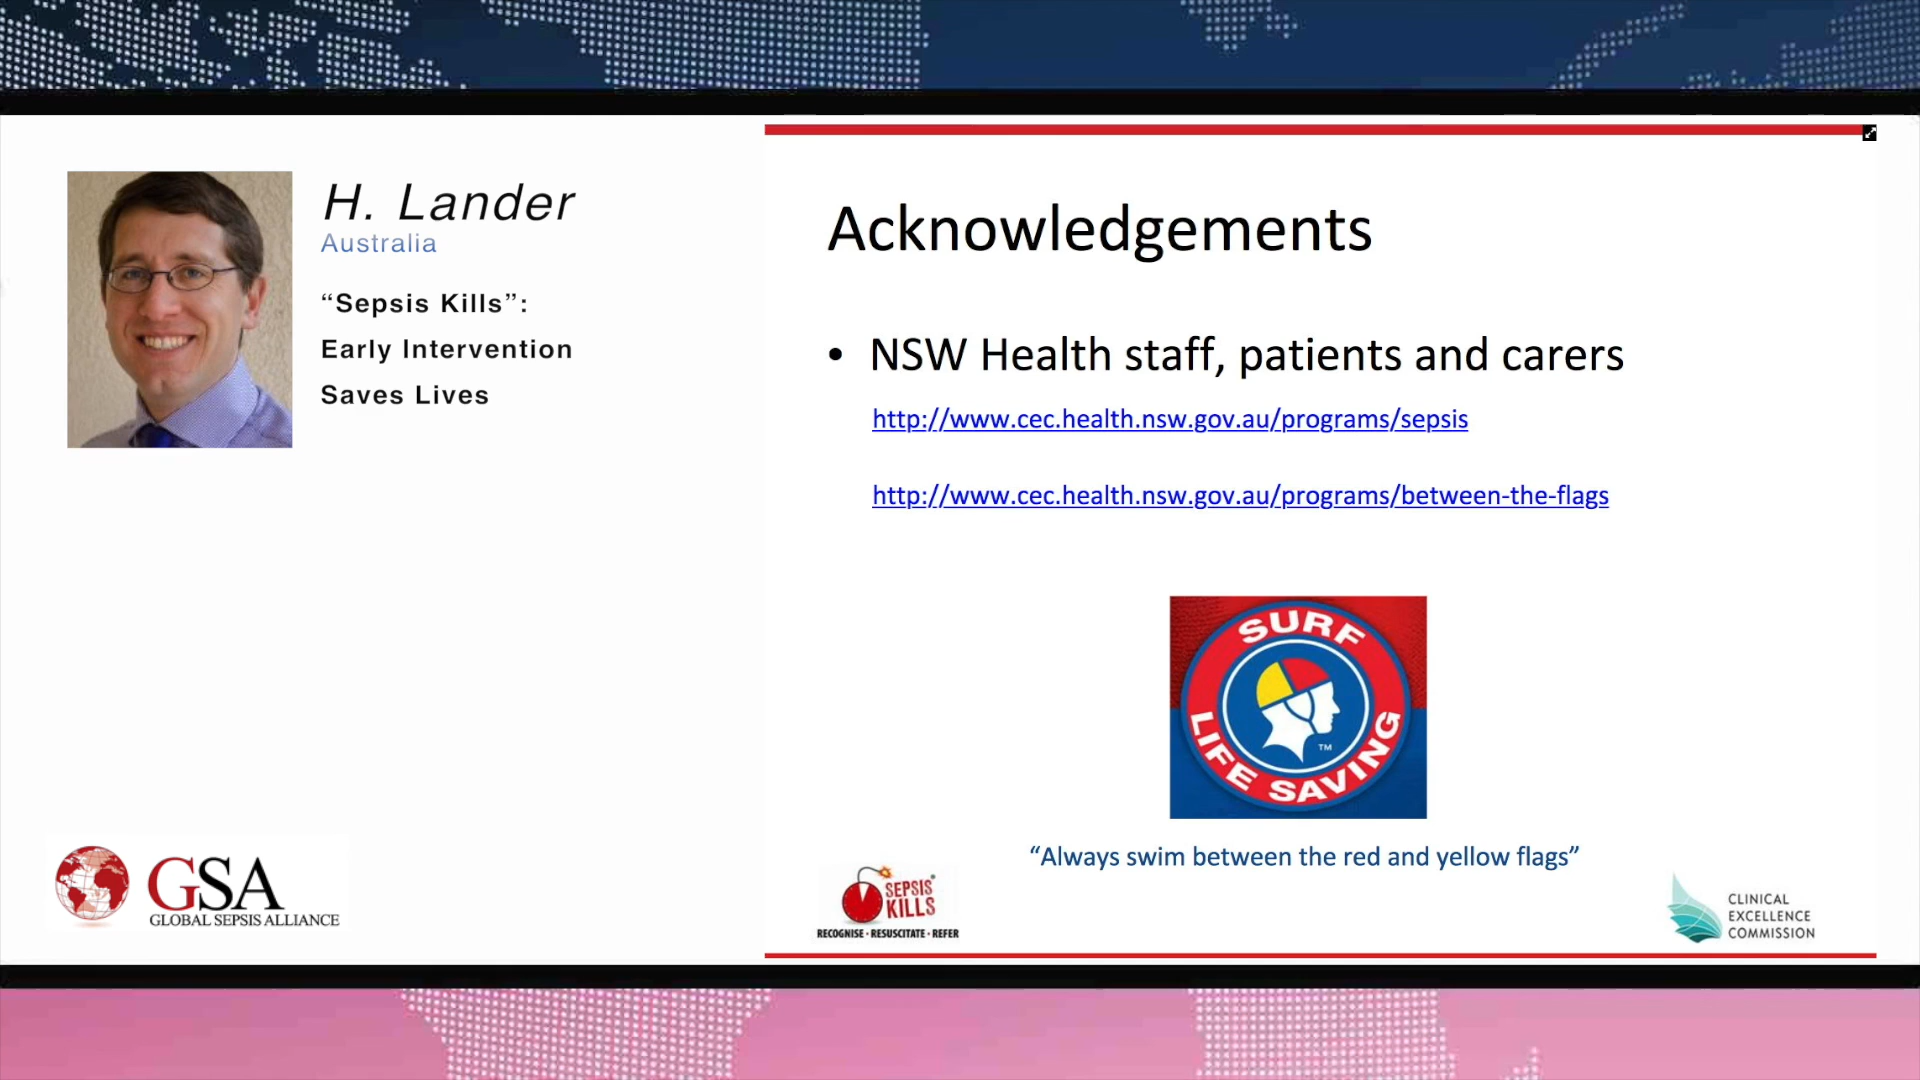 H. Lander
Australia
“Sepsis Kills”:
Early Intervention
Saves Lives
GSA
GLOBAL SEPSIS ALLIANCE
Acknowledgements
• NSW Health staff, patients and carers
http://www.cec.health.nsw.gov.au/programs/sepsis
http://www.cec.health.nsw.gov.au/programs/between-the-flags
SURF
LIFE SAVING
TM
“Always swim between the red and yellow flags”
SEPSIS
KILLS
RECOGNISE · RESUSCITATE · REFER
CLINICAL
EXCELLENCE
COMMISSION